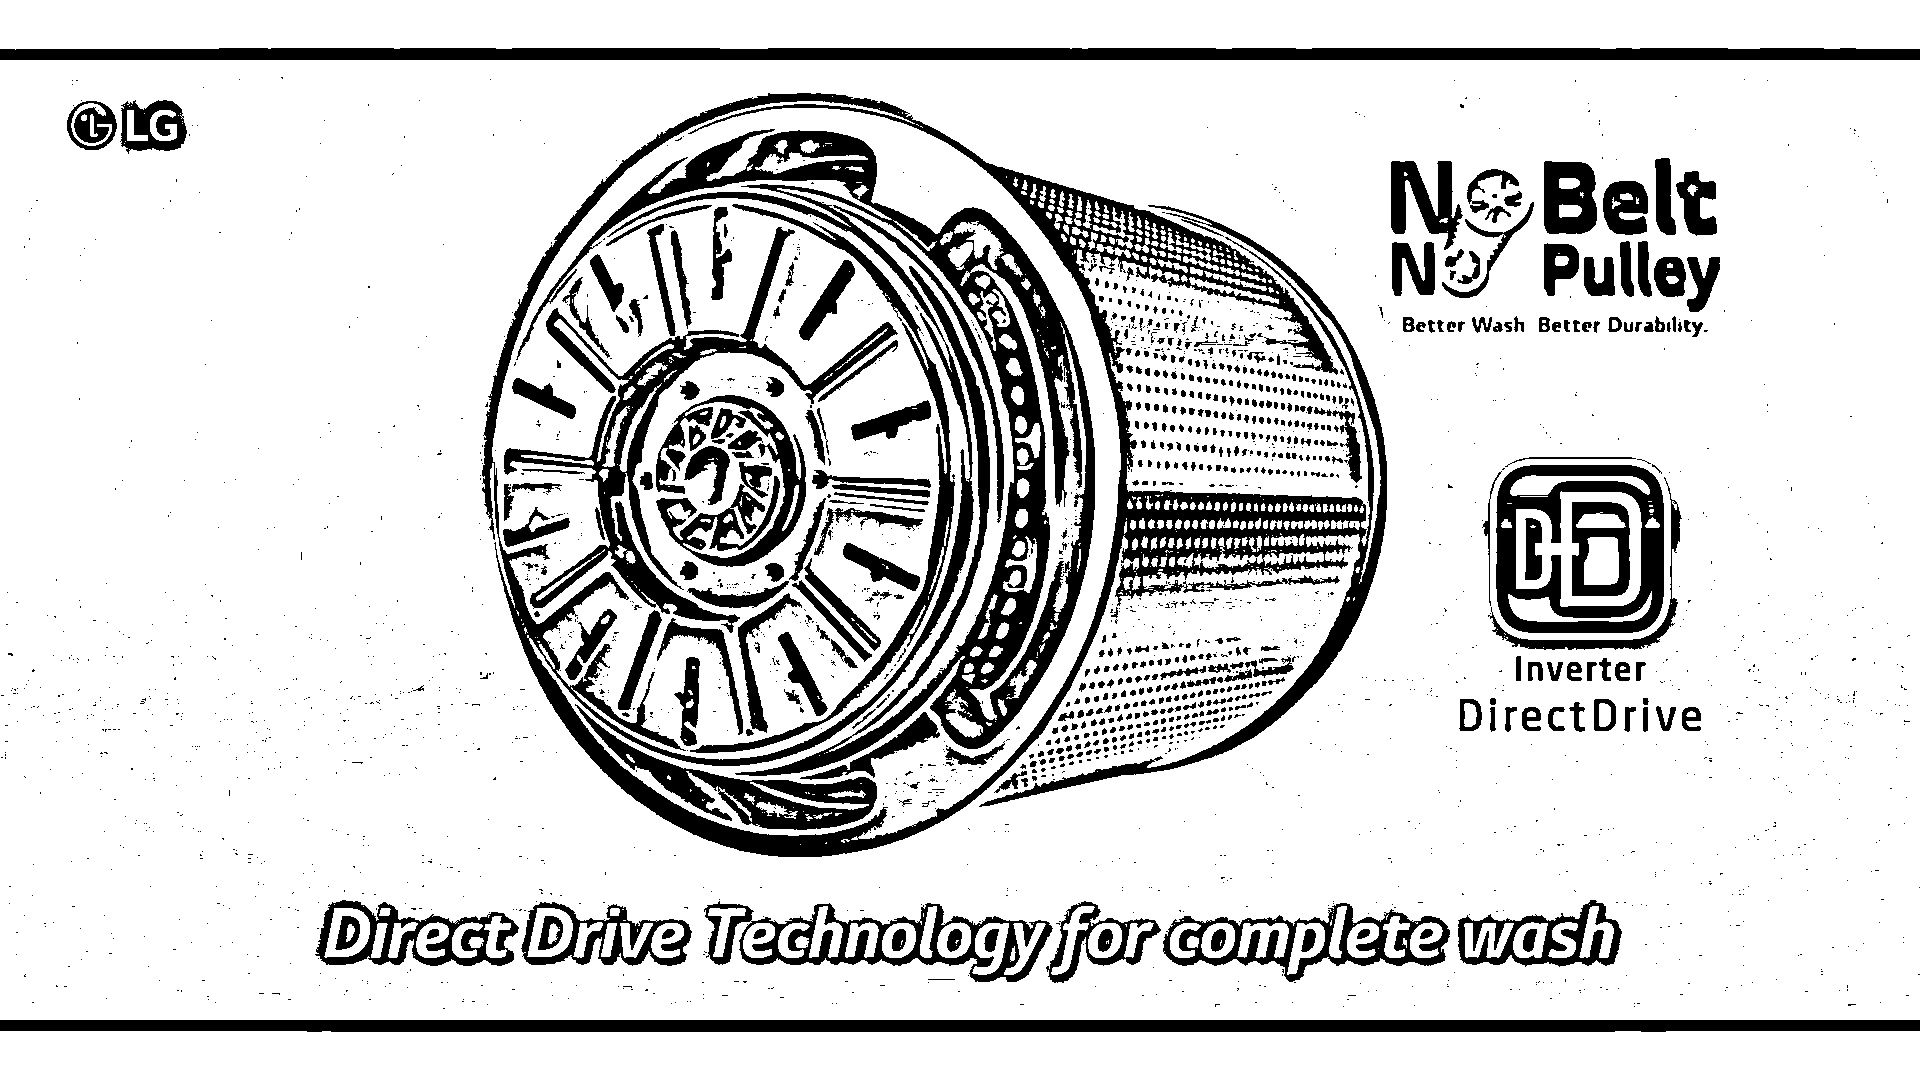 LG
No Belt
No Pulley
Better Wash Better Durability.
DD
Inverter
DirectDrive
Direct Drive Technology for complete wash